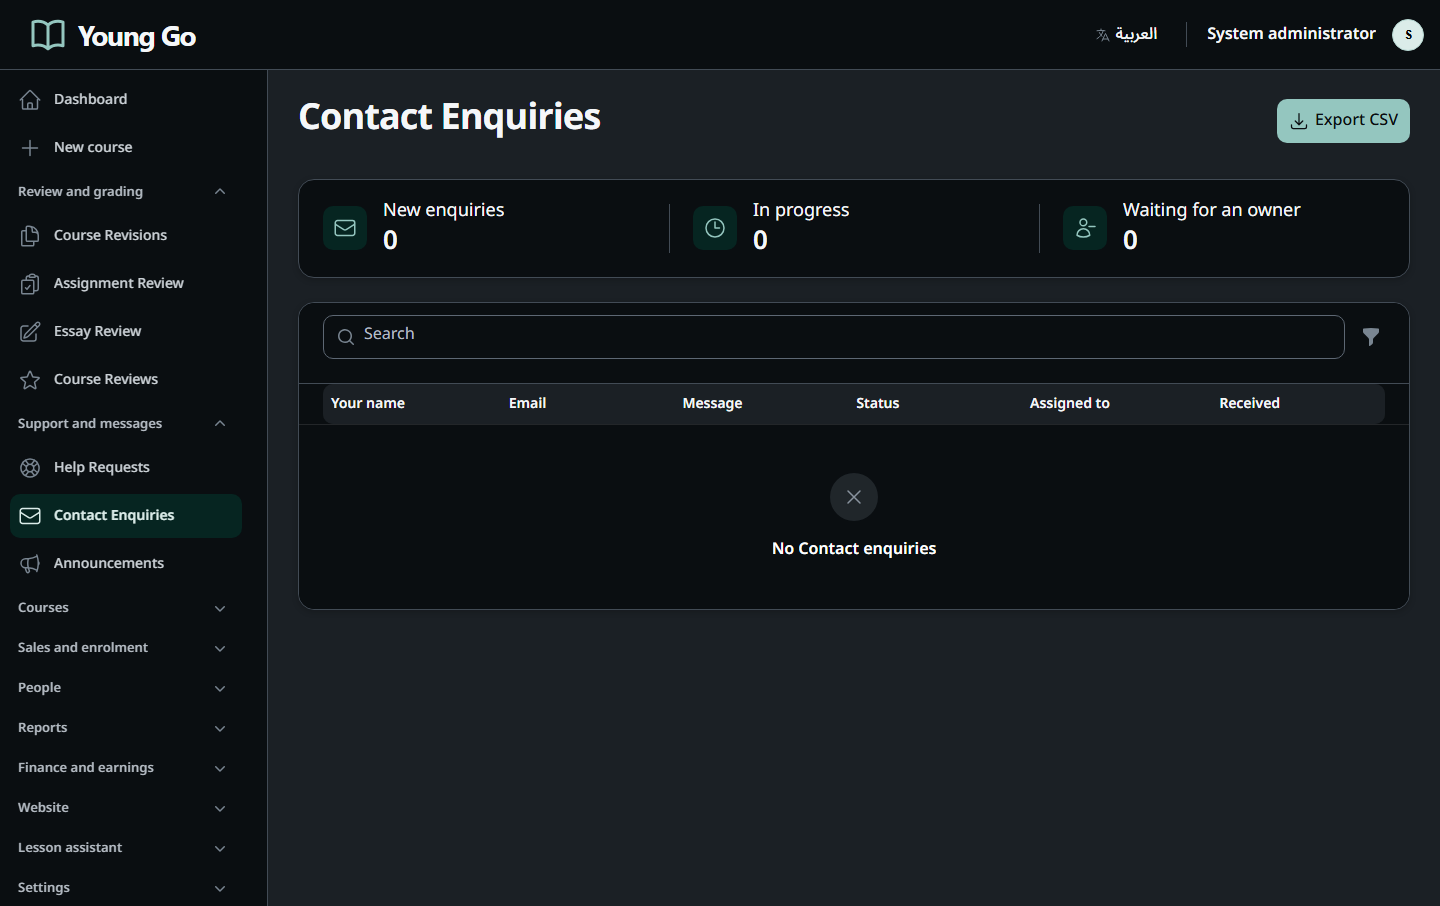 Young Go
العربية
System administrator
S
Dashboard
New course
Review and grading
Course Revisions
Assignment Review
Essay Review
Course Reviews
Support and messages
Help Requests
Contact Enquiries
Announcements
Courses
Sales and enrolment
People
Reports
Finance and earnings
Website
Lesson assistant
Settings
Contact Enquiries
Export CSV
New enquiries
0
In progress
0
Waiting for an owner
0
Search
Your name Email Message Status Assigned to Received
No Contact enquiries